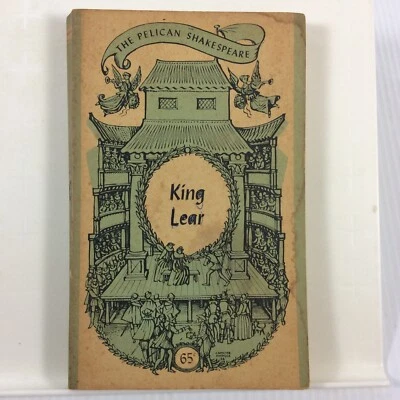 THE PELICAN SHAKESPEARE
King
Lear
65¢